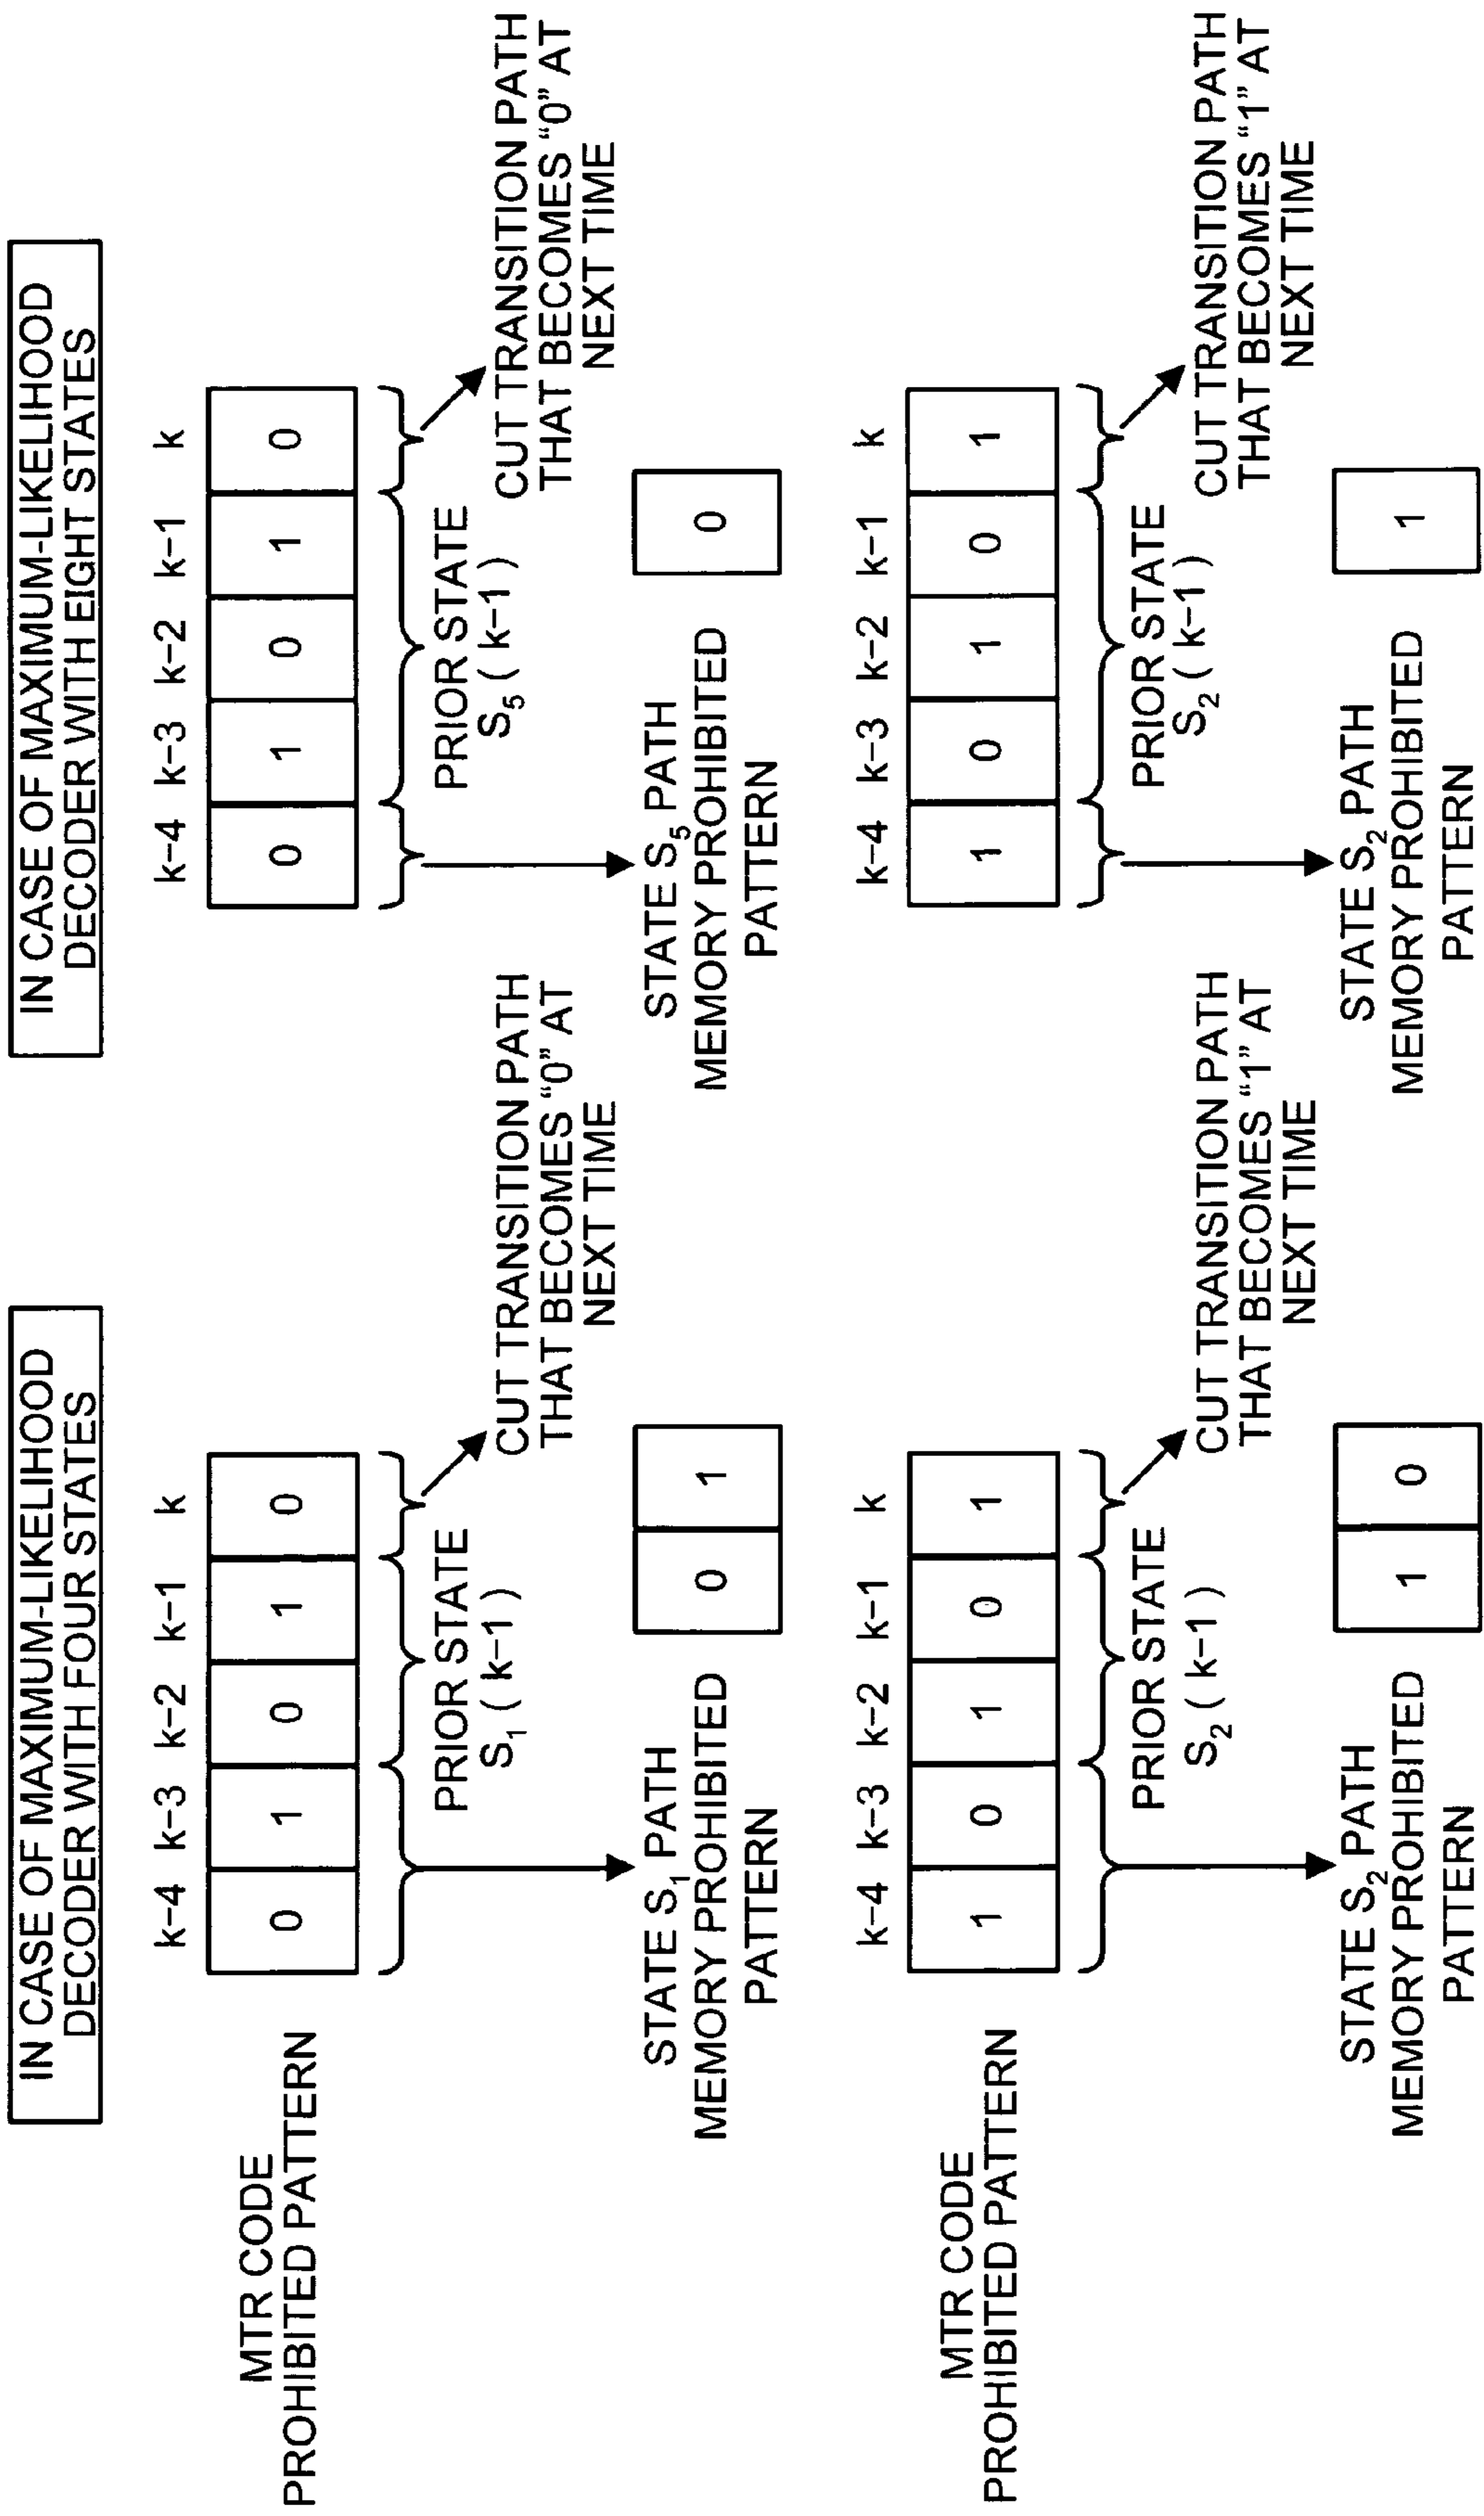 IN CASE OF MAXIMUM-LIKELIHOOD
DECODER WITH FOUR STATES
MTR CODE
PROHIBITED PATTERN
k-4 k-3 k-2 k-1 k
0 1 0 1 0
PRIOR STATE
S1 ( k-1 )
CUT TRANSITION PATH
THAT BECOMES "0" AT
NEXT TIME
STATE S1 PATH
MEMORY PROHIBITED
PATTERN
0 1
IN CASE OF MAXIMUM-LIKELIHOOD
DECODER WITH EIGHT STATES
k-4 k-3 k-2 k-1 k
0 1 0 1 0
PRIOR STATE
S5 ( k-1 )
CUT TRANSITION PATH
THAT BECOMES "0" AT
NEXT TIME
STATE S5 PATH
MEMORY PROHIBITED
PATTERN
0
MTR CODE
PROHIBITED PATTERN
k-4 k-3 k-2 k-1 k
1 0 1 0 1
PRIOR STATE
S2 ( k-1 )
CUT TRANSITION PATH
THAT BECOMES "1" AT
NEXT TIME
STATE S2 PATH
MEMORY PROHIBITED
PATTERN
1 0
k-4 k-3 k-2 k-1 k
1 0 1 0 1
PRIOR STATE
S2 ( k-1 )
CUT TRANSITION PATH
THAT BECOMES "1" AT
NEXT TIME
STATE S2 PATH
MEMORY PROHIBITED
PATTERN
1